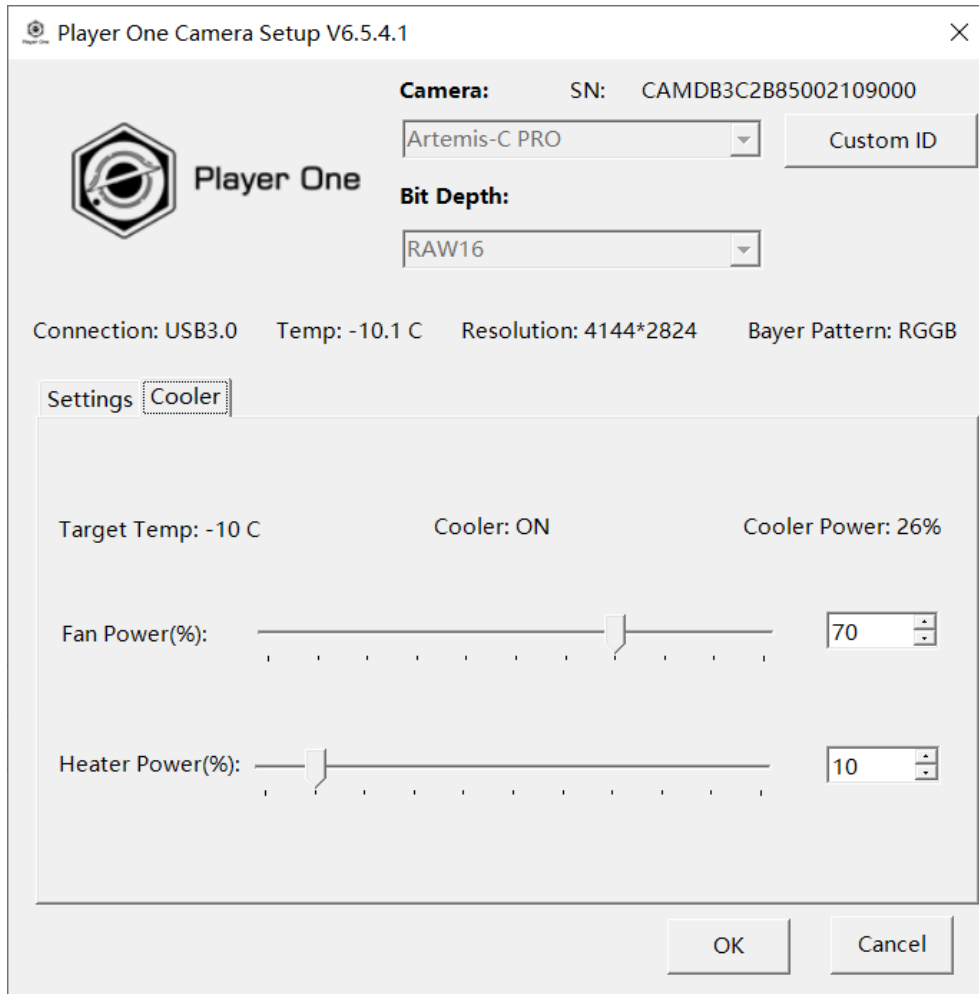 Player One Camera Setup V6.5.4.1
Camera: SN: CAMDB3C2B85002109000
Artemis-C PRO Custom ID
Player One
Bit Depth:
RAW16
Connection: USB3.0 Temp: -10.1 C Resolution: 4144*2824 Bayer Pattern: RGGB
Settings Cooler
Target Temp: -10 C Cooler: ON Cooler Power: 26%
Fan Power(%): 70
Heater Power(%): 10
OK Cancel